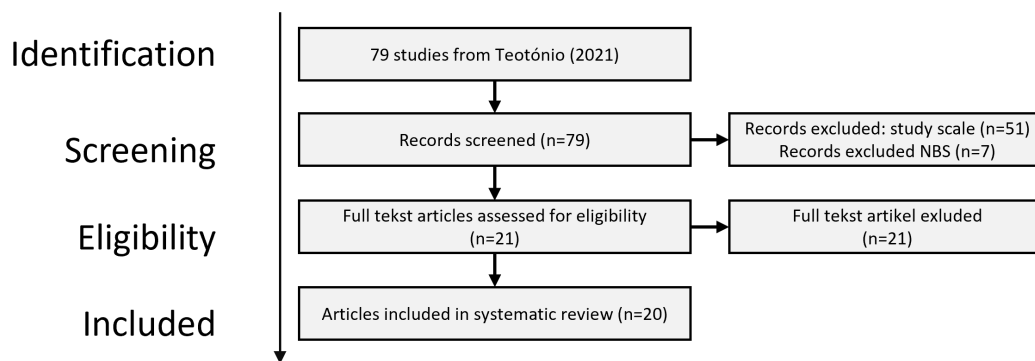 Identification
79 studies from Teotónio (2021)
Screening
Records screened (n=79)
Records excluded: study scale (n=51)
Records excluded NBS (n=7)
Eligibility
Full tekst articles assessed for eligibility
(n=21)
Full tekst artikel exluded
(n=21)
Included
Articles included in systematic review (n=20)